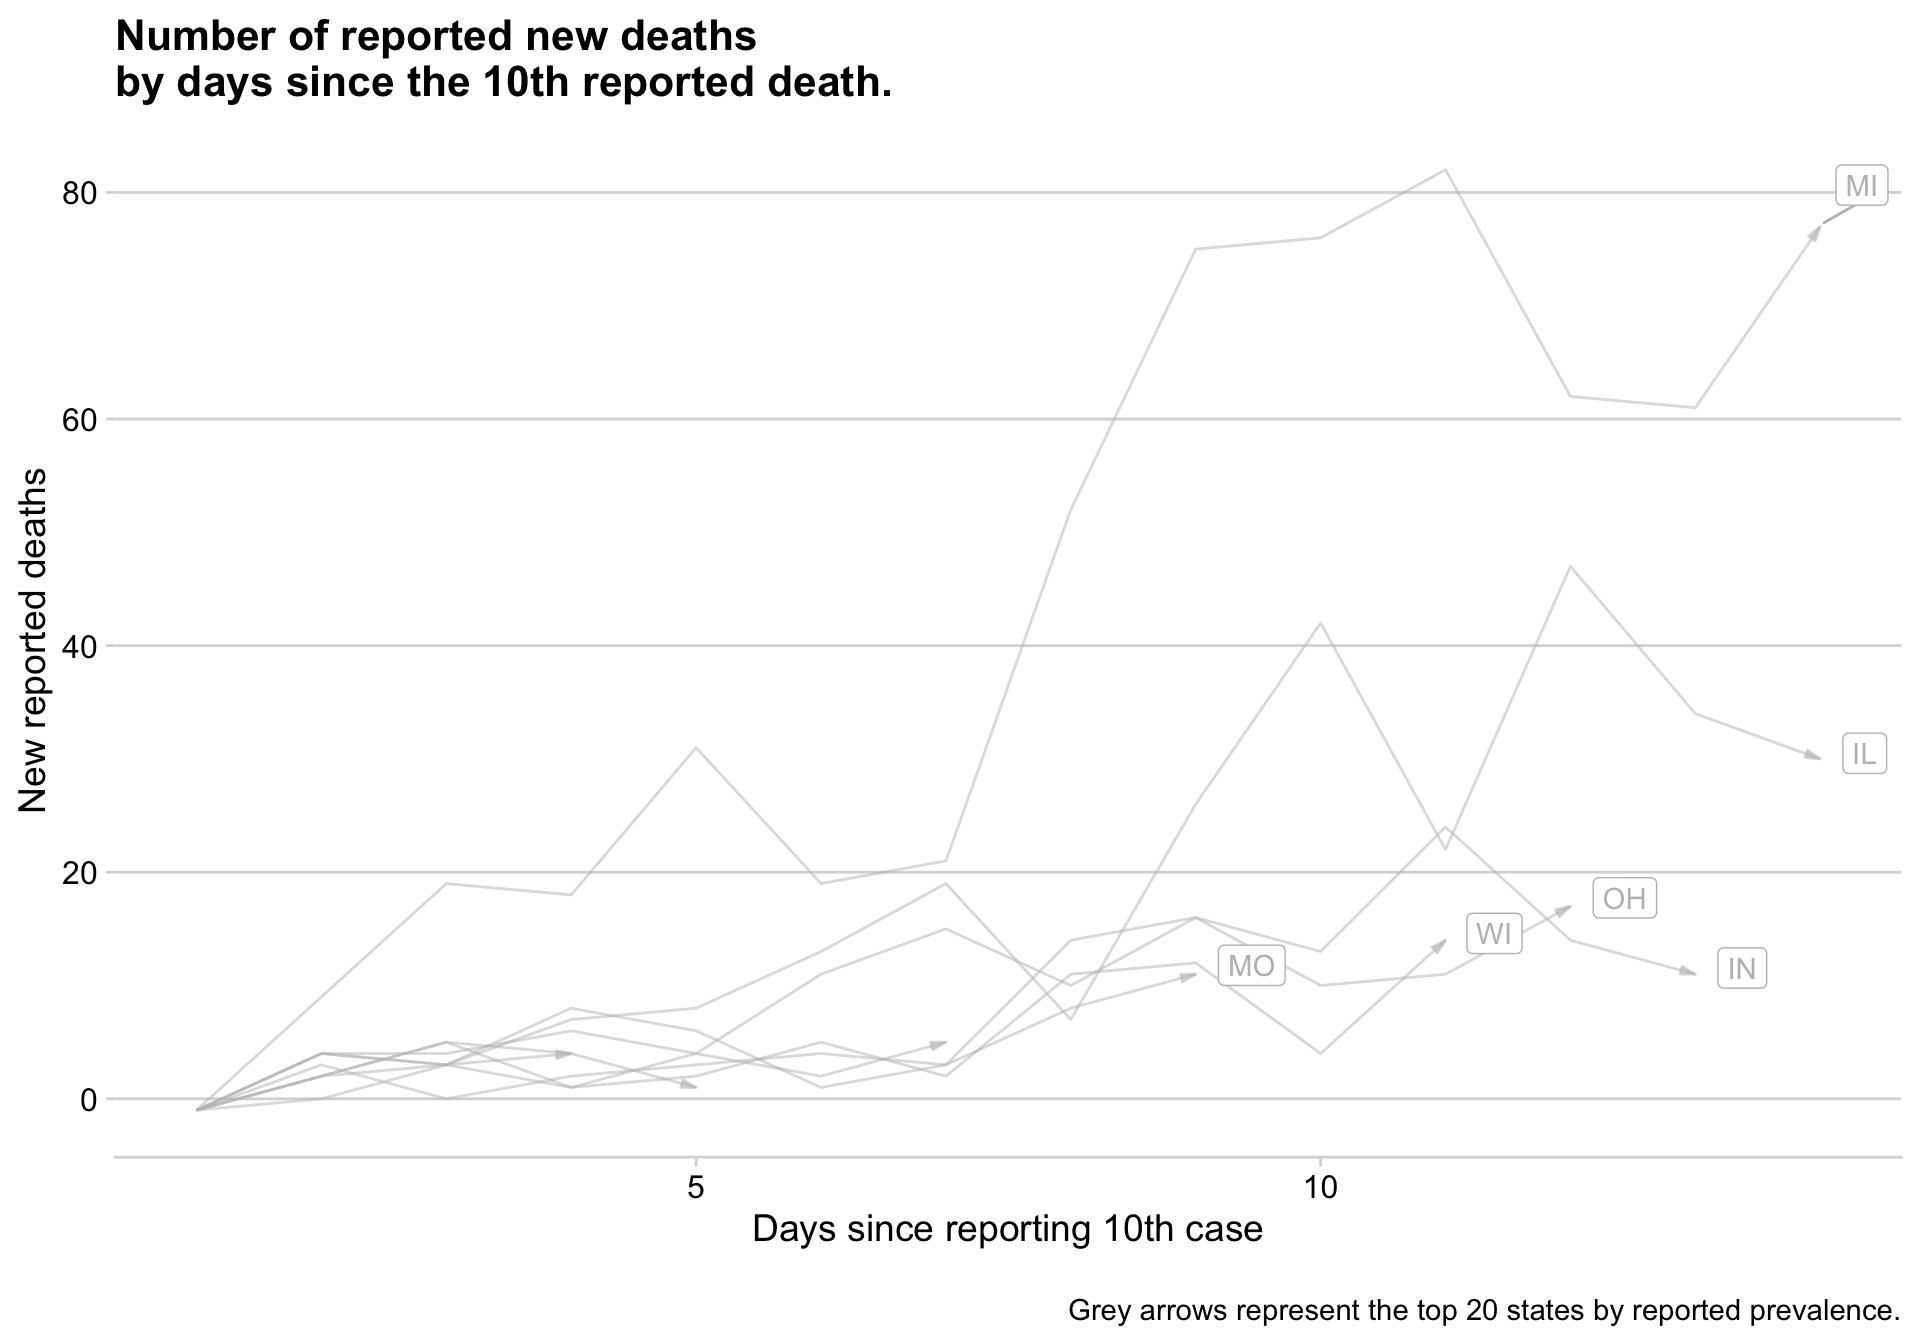 Number of reported new deaths
by days since the 10th reported death.
80
60
40
20
0
New reported deaths
MI
IL
OH
WI
MO
IN
5
10
Days since reporting 10th case
Grey arrows represent the top 20 states by reported prevalence.